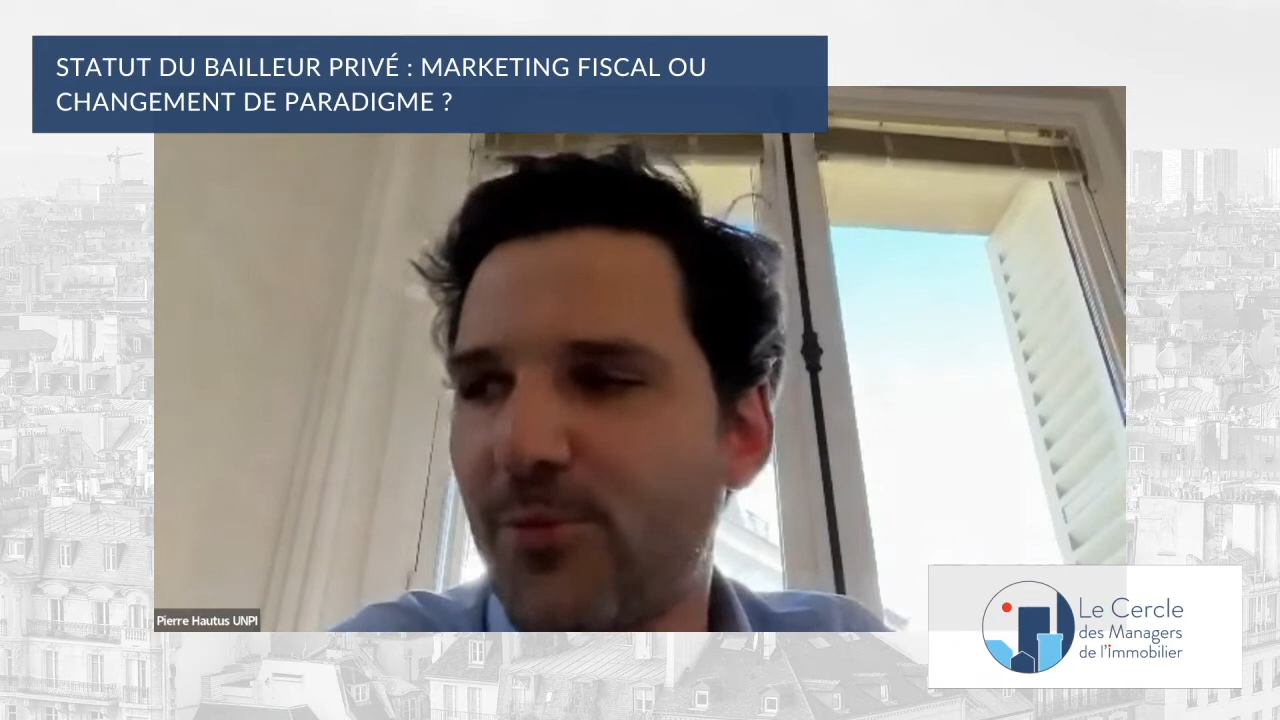 STATUT DU BAILLEUR PRIVÉ : MARKETING FISCAL OU
CHANGEMENT DE PARADIGME ?
Pierre Hautus UNPI
Le Cercle
des Managers
de l'Immobilier